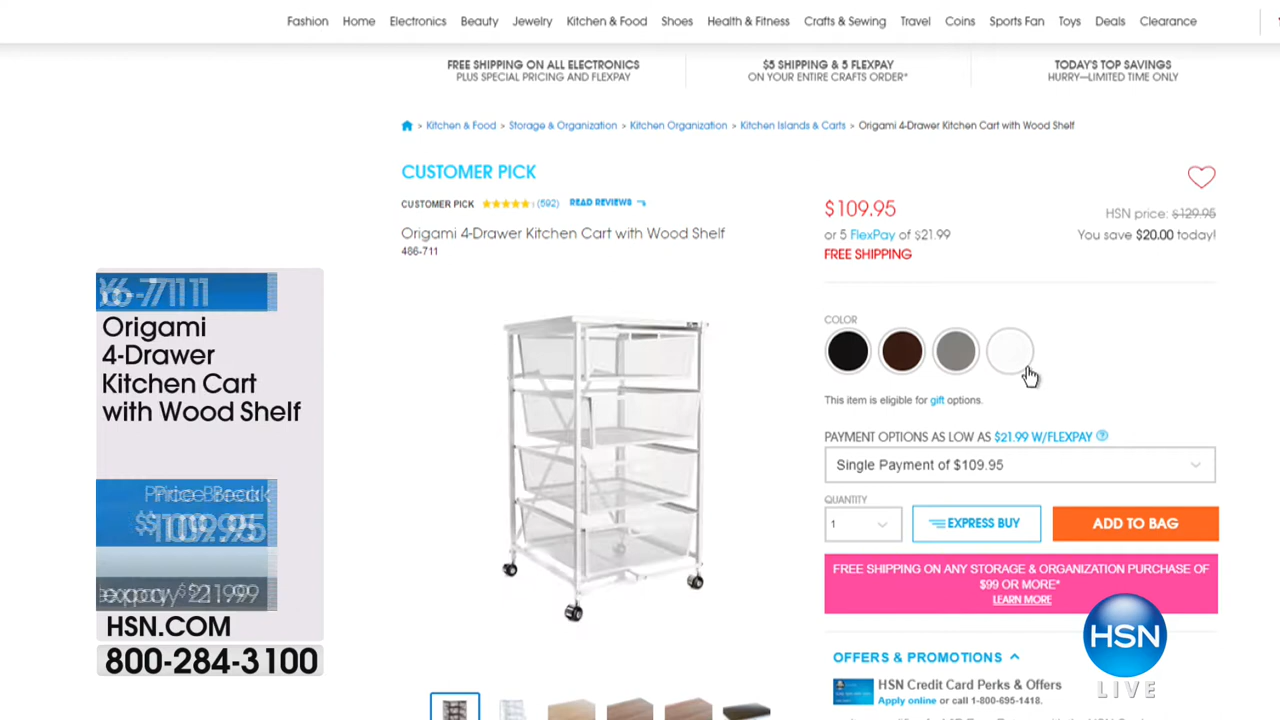 Fashion Home Electronics Beauty Jewelry Kitchen & Food Shoes Health & Fitness Crafts & Sewing Travel Coins Sports Fan Toys Deals Clearance
FREE SHIPPING ON ALL ELECTRONICS
PLUS SPECIAL PRICING AND FLEXPAY
$5 SHIPPING & 5 FLEXPAY
ON YOUR ENTIRE CRAFTS ORDER*
TODAY'S TOP SAVINGS
HURRY—LIMITED TIME ONLY
> Kitchen & Food > Storage & Organization > Kitchen Organization > Kitchen Islands & Carts > Origami 4-Drawer Kitchen Cart with Wood Shelf
CUSTOMER PICK
CUSTOMER PICK (592) READ REVIEWS
Origami 4-Drawer Kitchen Cart with Wood Shelf
486-711
$109.95
HSN price: $129.95
or 5 FlexPay of $21.99
You save $20.00 today!
FREE SHIPPING
COLOR
This item is eligible for gift options.
PAYMENT OPTIONS AS LOW AS $21.99 W/FLEXPAY ?
Single Payment of $109.95
QUANTITY
1
EXPRESS BUY
ADD TO BAG
FREE SHIPPING ON ANY STORAGE & ORGANIZATION PURCHASE OF
$99 OR MORE*
LEARN MORE
OFFERS & PROMOTIONS
HSN Credit Card Perks & Offers
Apply online or call 1-800-695-1418.
Origami
4-Drawer
Kitchen Cart
with Wood Shelf
Price Break
HSN.COM
800-284-3100
HSN
LIVE